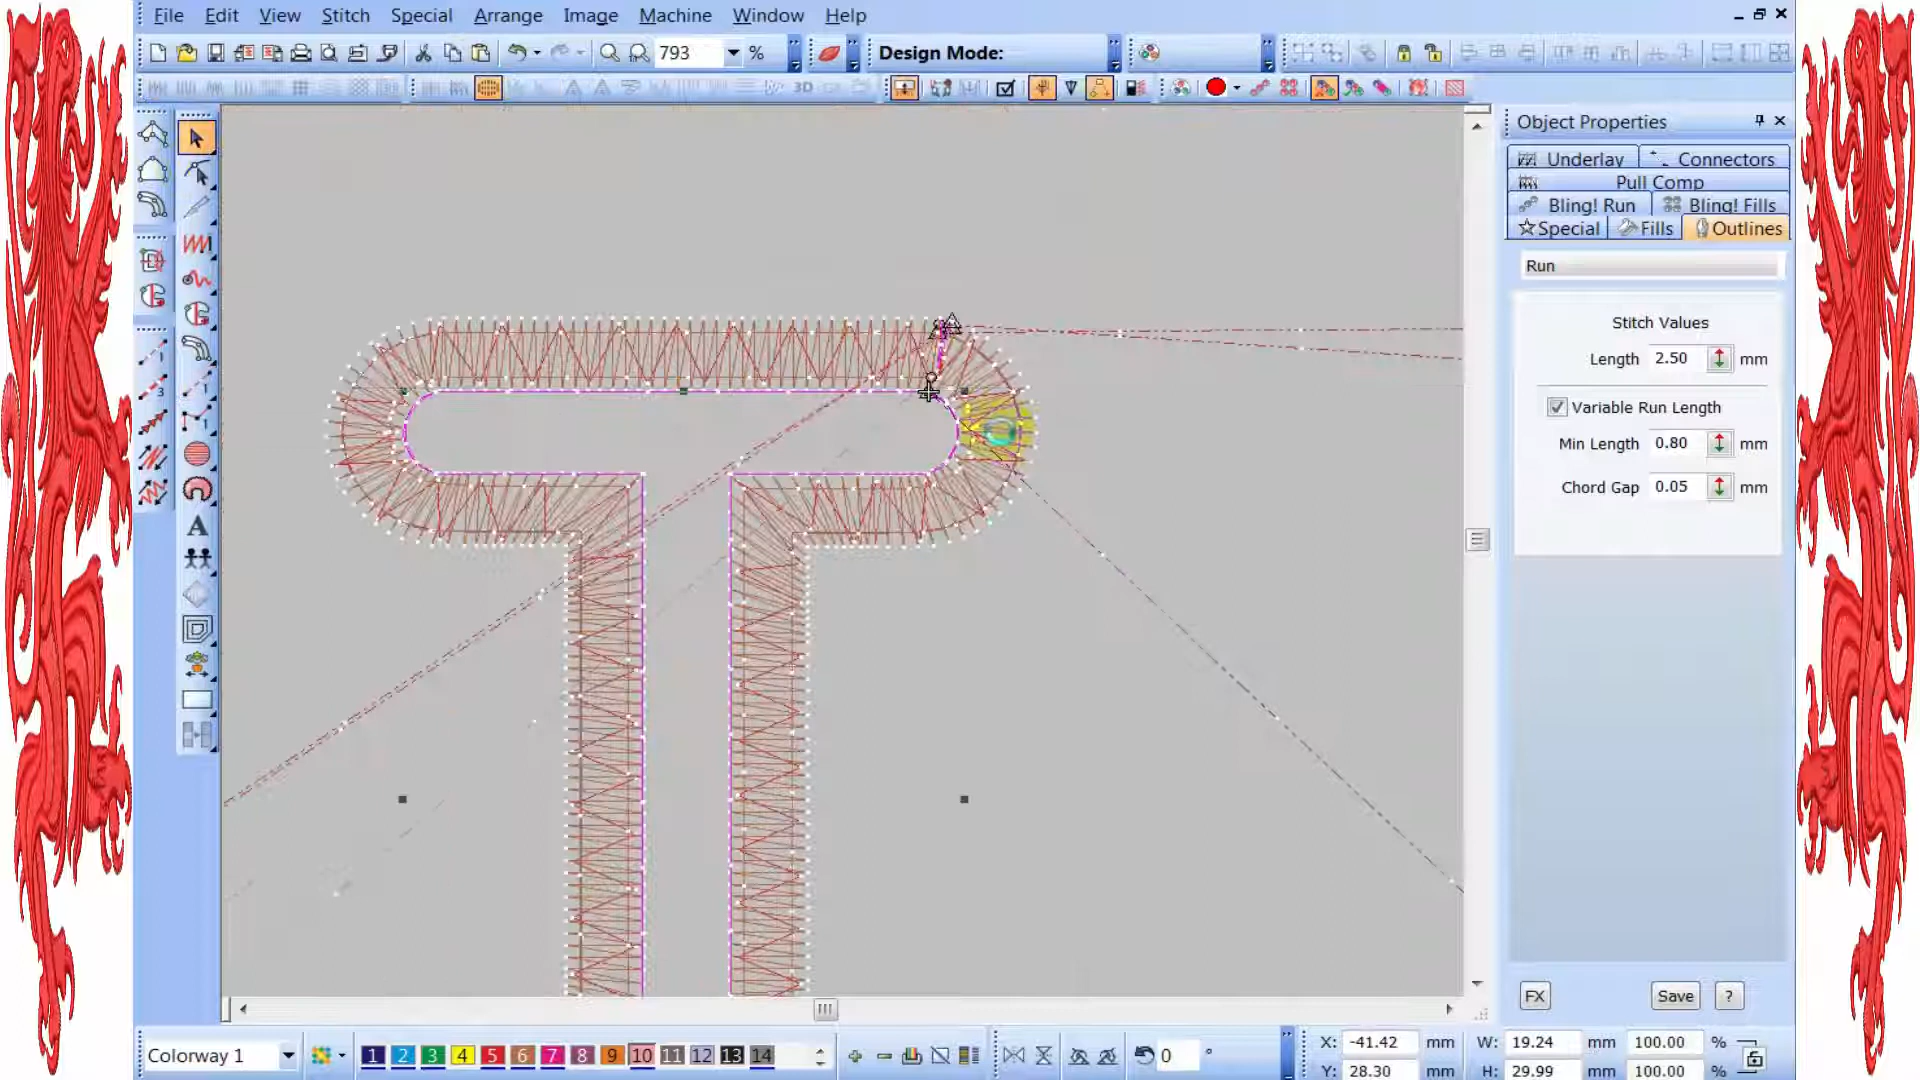 File Edit View Stitch Special Arrange Image Machine Window Help
793 % Design Mode:
3D
Object Properties
Underlay Connectors
Pull Comp
Bling! Run Bling! Fills
Special Fills Outlines
Run
Stitch Values
Length 2.50 mm
Variable Run Length
Min Length 0.80 mm
Chord Gap 0.05 mm
FX Save ?
Colorway 1 1 2 3 4 5 6 7 8 9 10 11 12 13 14 0 °
X: -41.42 mm W: 19.24 mm 100.00 %
Y: 28.30 mm H: 29.99 mm 100.00 %